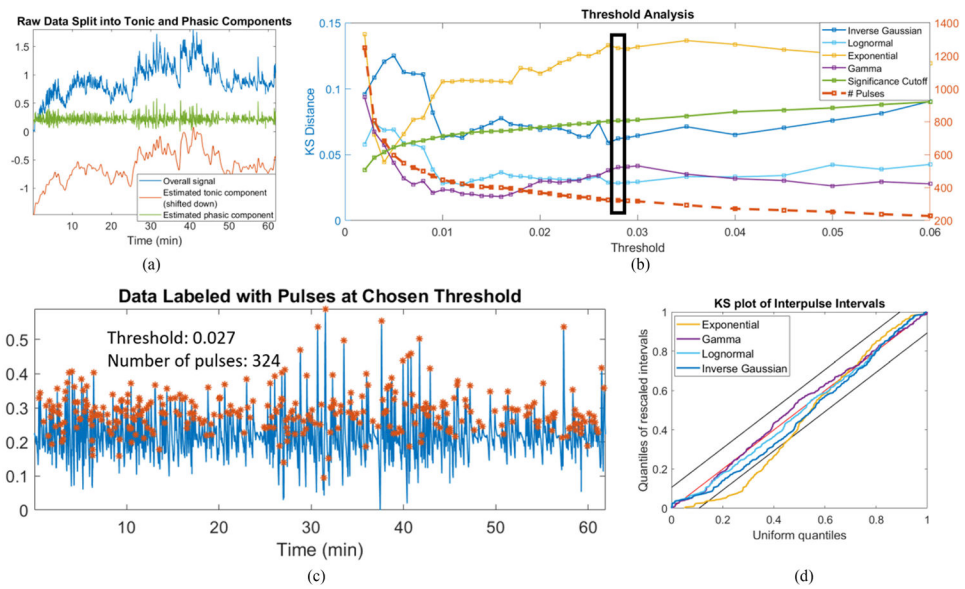 Raw Data Split into Tonic and Phasic Components
1.5
1
0.5
0
-0.5
-1
10
20
30
40
50
60
Time (min)
Overall signal
Estimated tonic component
(shifted down)
Estimated phasic component
(a)
Threshold Analysis
KS Distance
0.15
0.1
0.05
0
1400
1200
1000
800
600
400
200
0
0.01
0.02
0.03
0.04
0.05
0.06
Threshold
Inverse Gaussian
Lognormal
Exponential
Gamma
Significance Cutoff
# Pulses
(b)
Data Labeled with Pulses at Chosen Threshold
Threshold: 0.027
Number of pulses: 324
0.5
0.4
0.3
0.2
0.1
0
10
20
30
40
50
60
Time (min)
(c)
KS plot of Interpulse Intervals
Exponential
Gamma
Lognormal
Inverse Gaussian
Quantiles of rescaled intervals
1
0.8
0.6
0.4
0.2
0
0
0.2
0.4
0.6
0.8
1
Uniform quantiles
(d)